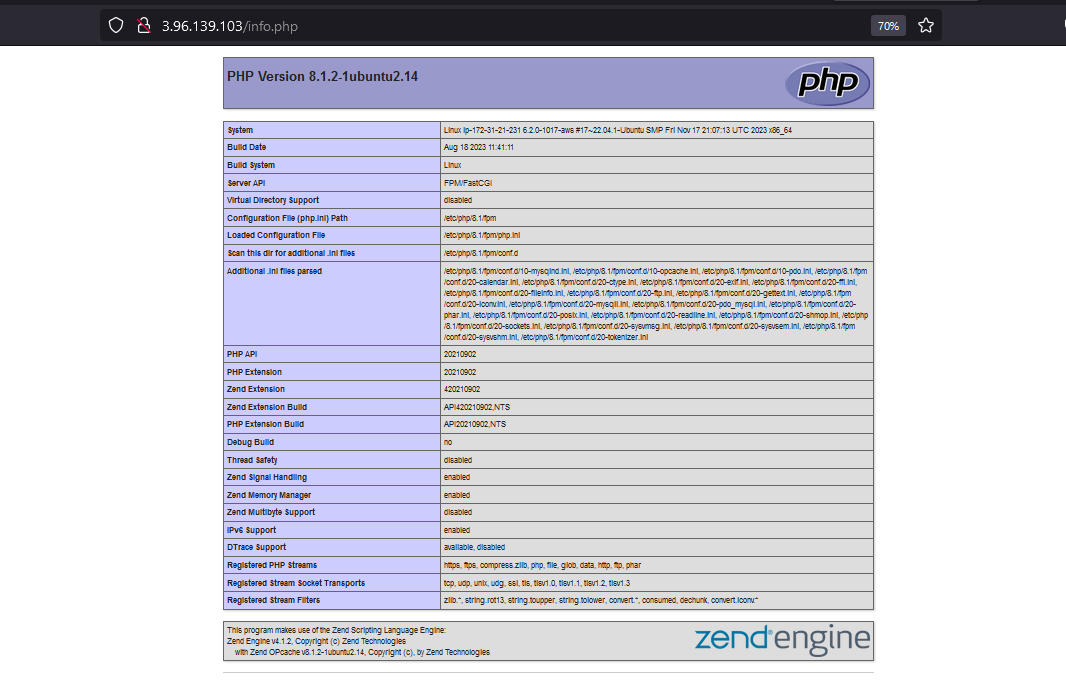 3.96.139.103/info.php
70%
PHP Version 8.1.2-1ubuntu2.14
php
System Linux ip-172-31-21-231 6.2.0-1017-aws #17~22.04.1-Ubuntu SMP Fri Nov 17 21:07:13 UTC 2023 x86_64
Build Date Aug 18 2023 11:41:11
Build System Linux
Server API FPM/FastCGI
Virtual Directory Support disabled
Configuration File (php.ini) Path /etc/php/8.1/fpm
Loaded Configuration File /etc/php/8.1/fpm/php.ini
Scan this dir for additional .ini files /etc/php/8.1/fpm/conf.d
Additional .ini files parsed /etc/php/8.1/fpm/conf.d/10-mysqlnd.ini, /etc/php/8.1/fpm/conf.d/10-opcache.ini, /etc/php/8.1/fpm/conf.d/10-pdo.ini, /etc/php/8.1/fpm
/conf.d/20-calendar.ini, /etc/php/8.1/fpm/conf.d/20-ctype.ini, /etc/php/8.1/fpm/conf.d/20-exif.ini, /etc/php/8.1/fpm/conf.d/20-ffi.ini,
/etc/php/8.1/fpm/conf.d/20-fileinfo.ini, /etc/php/8.1/fpm/conf.d/20-ftp.ini, /etc/php/8.1/fpm/conf.d/20-gettext.ini, /etc/php/8.1/fpm
/conf.d/20-iconv.ini, /etc/php/8.1/fpm/conf.d/20-mysqli.ini, /etc/php/8.1/fpm/conf.d/20-pdo_mysql.ini, /etc/php/8.1/fpm/conf.d/20-
phar.ini, /etc/php/8.1/fpm/conf.d/20-posix.ini, /etc/php/8.1/fpm/conf.d/20-readline.ini, /etc/php/8.1/fpm/conf.d/20-shmop.ini, /etc/php
/8.1/fpm/conf.d/20-sockets.ini, /etc/php/8.1/fpm/conf.d/20-sysvmsg.ini, /etc/php/8.1/fpm/conf.d/20-sysvsem.ini, /etc/php/8.1/fpm
/conf.d/20-sysvshm.ini, /etc/php/8.1/fpm/conf.d/20-tokenizer.ini
PHP API 20210902
PHP Extension 20210902
Zend Extension 420210902
Zend Extension Build API420210902,NTS
PHP Extension Build API20210902,NTS
Debug Build no
Thread Safety disabled
Zend Signal Handling enabled
Zend Memory Manager enabled
Zend Multibyte Support disabled
IPv6 Support enabled
DTrace Support available, disabled
Registered PHP Streams https, ftps, compress.zlib, php, file, glob, data, http, ftp, phar
Registered Stream Socket Transports tcp, udp, unix, udg, ssl, tls, tlsv1.0, tlsv1.1, tlsv1.2, tlsv1.3
Registered Stream Filters zlib.*, string.rot13, string.toupper, string.tolower, convert.*, consumed, dechunk, convert.iconv.*
This program makes use of the Zend Scripting Language Engine:
Zend Engine v4.1.2, Copyright (c) Zend Technologies
with Zend OPcache v8.1.2-1ubuntu2.14, Copyright (c), by Zend Technologies
zend engine